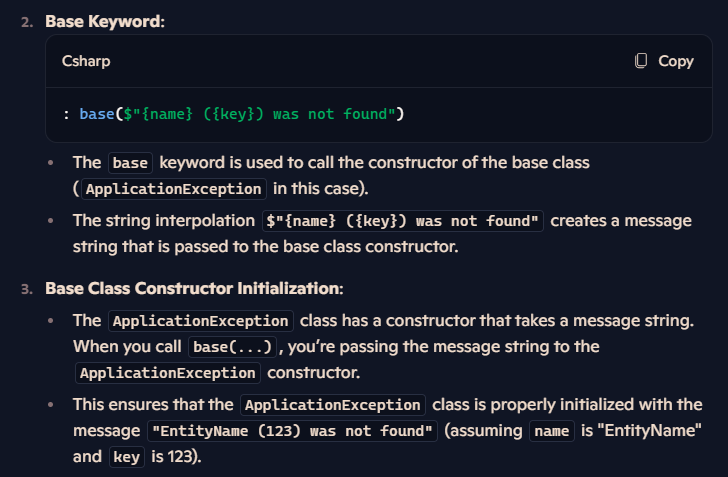 2. Base Keyword:
Csharp Copy
: base($"{name} ({key}) was not found")
• The base keyword is used to call the constructor of the base class
(ApplicationException in this case).
• The string interpolation $"{name} ({key}) was not found" creates a message
string that is passed to the base class constructor.
3. Base Class Constructor Initialization:
• The ApplicationException class has a constructor that takes a message string.
When you call base(...), you’re passing the message string to the
ApplicationException constructor.
• This ensures that the ApplicationException class is properly initialized with the
message "EntityName (123) was not found" (assuming name is "EntityName"
and key is 123).